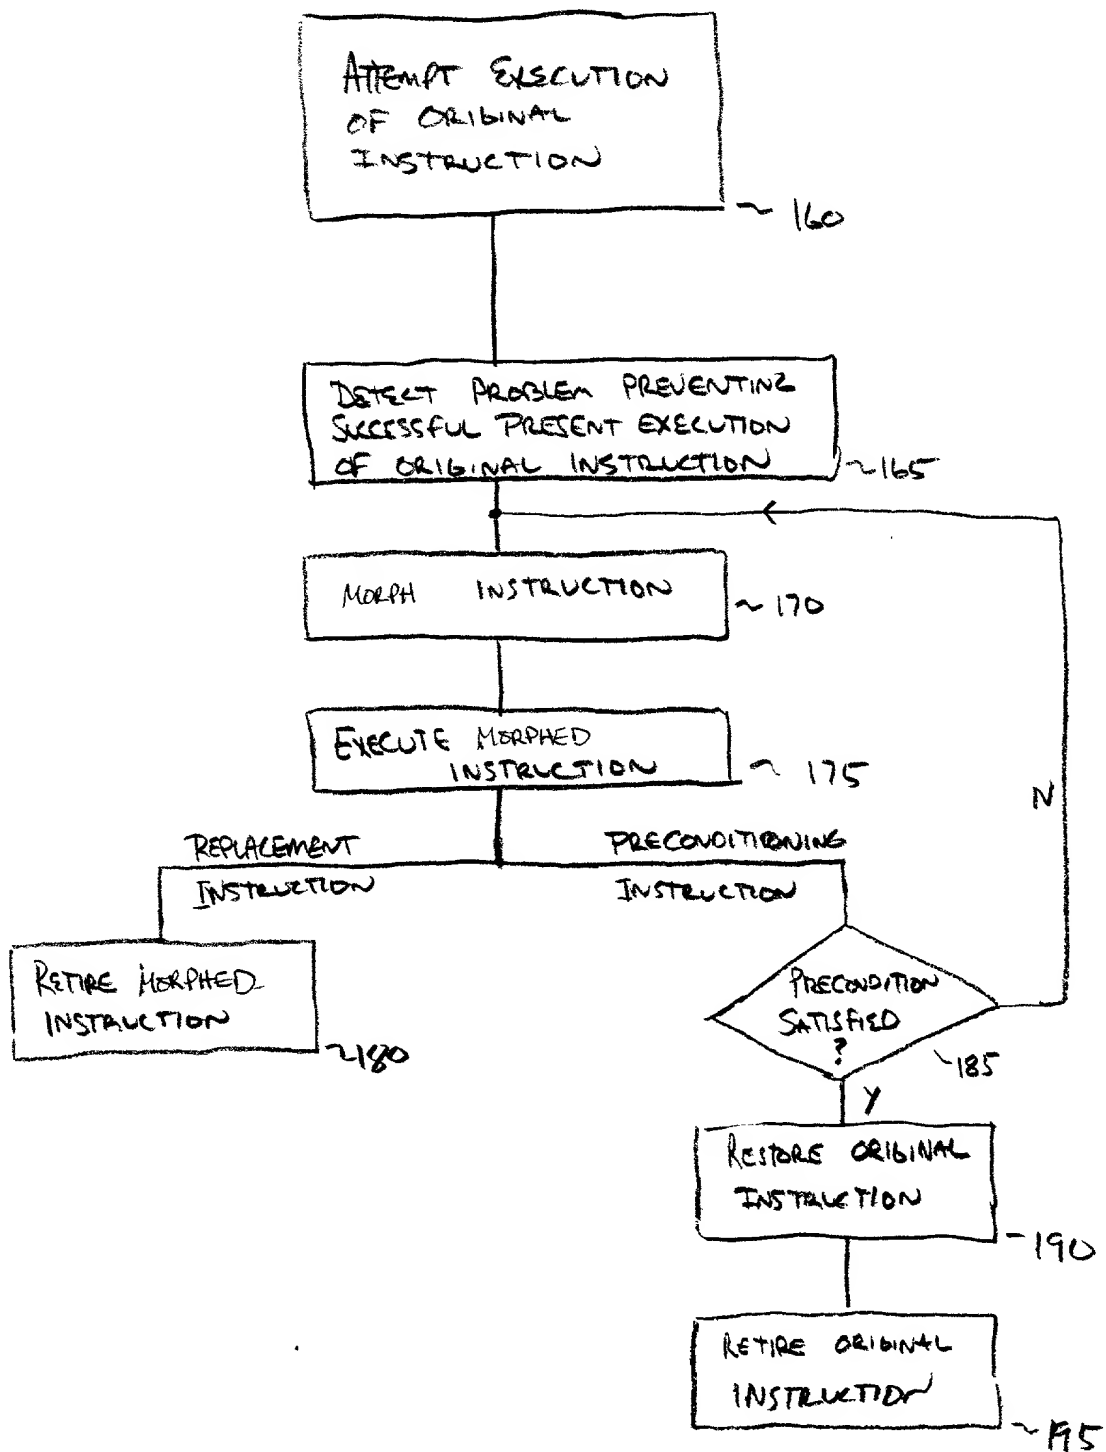 ATTEMPT EXECUTION
OF ORIGINAL
INSTRUCTION
~ 160
DETECT PROBLEM PREVENTING
SUCCESSFUL PRESENT EXECUTION
OF ORIGINAL INSTRUCTION
~165
MORPH INSTRUCTION
~ 170
EXECUTE MORPHED
INSTRUCTION
~ 175
N
REPLACEMENT
INSTRUCTION
PRECONDITIONING
INSTRUCTION
RETIRE MORPHED
INSTRUCTION
~180
PRECONDITION
SATISFIED
?
~185
Y
RESTORE ORIGINAL
INSTRUCTION
~190
RETIRE ORIGINAL
INSTRUCTION
~195